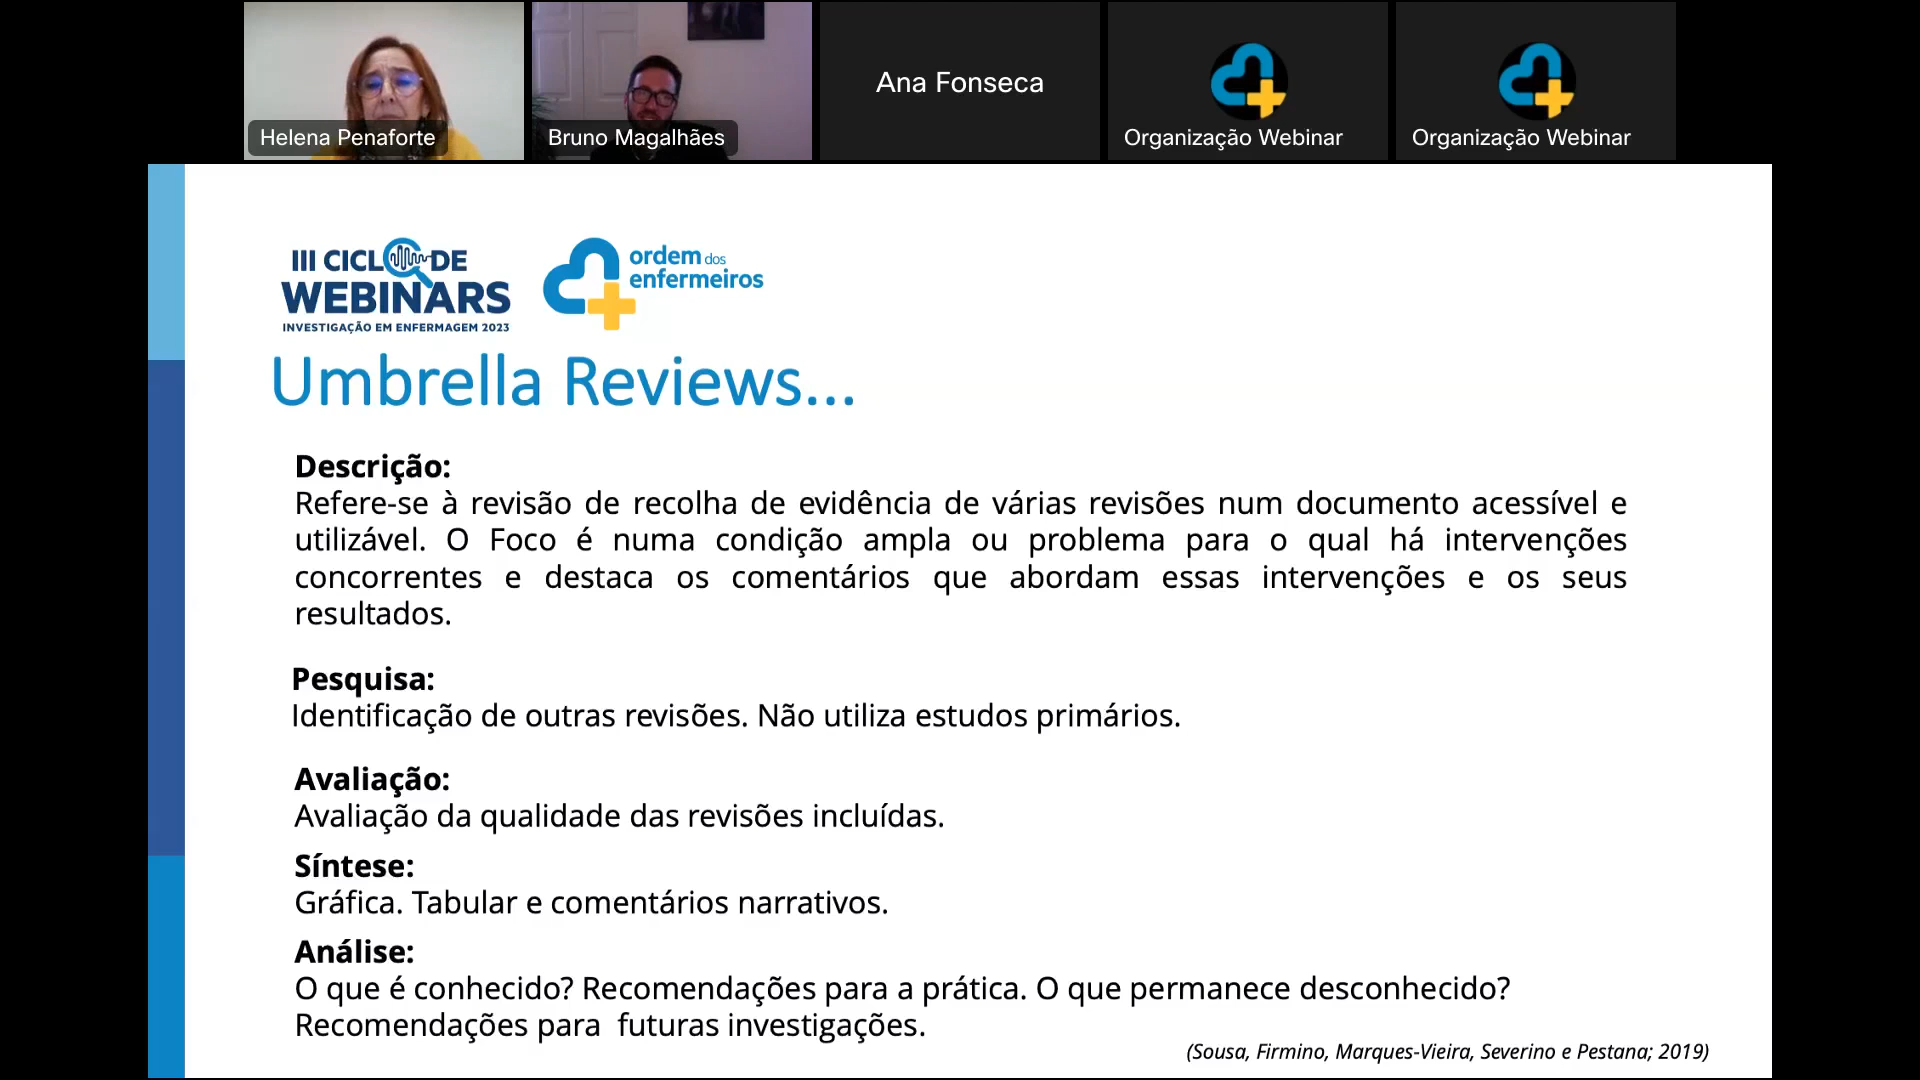 Helena Penaforte
Bruno Magalhães
Ana Fonseca
Organização Webinar
Organização Webinar
III CICLO DE
WEBINARS
INVESTIGAÇÃO EM ENFERMAGEM 2023
ordem dos
enfermeiros
Umbrella Reviews...
Descrição:
Refere-se à revisão de recolha de evidência de várias revisões num documento acessível e
utilizável. O Foco é numa condição ampla ou problema para o qual há intervenções
concorrentes e destaca os comentários que abordam essas intervenções e os seus
resultados.
Pesquisa:
Identificação de outras revisões. Não utiliza estudos primários.
Avaliação:
Avaliação da qualidade das revisões incluídas.
Síntese:
Gráfica. Tabular e comentários narrativos.
Análise:
O que é conhecido? Recomendações para a prática. O que permanece desconhecido?
Recomendações para  futuras investigações.
(Sousa, Firmino, Marques-Vieira, Severino e Pestana; 2019)